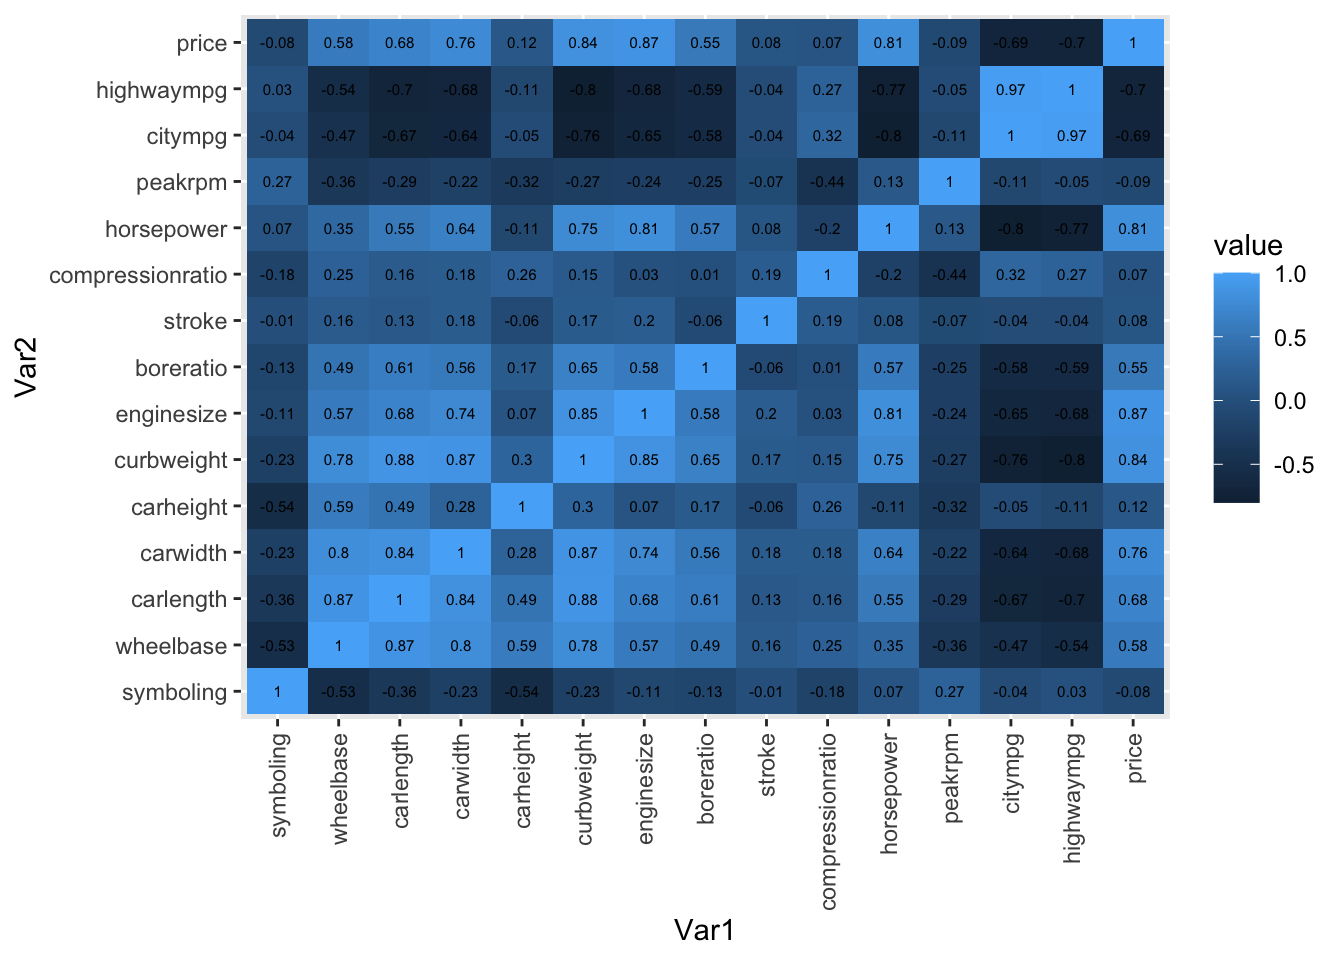 price -0.08 0.58 0.68 0.76 0.12 0.84 0.87 0.55 0.08 0.07 0.81 -0.09 -0.69 -0.7 1
highwaympg 0.03 -0.54 -0.7 -0.68 -0.11 -0.8 -0.68 -0.59 -0.04 0.27 -0.77 -0.05 0.97 1 -0.7
citympg -0.04 -0.47 -0.67 -0.64 -0.05 -0.76 -0.65 -0.58 -0.04 0.32 -0.8 -0.11 1 0.97 -0.69
peakrpm 0.27 -0.36 -0.29 -0.22 -0.32 -0.27 -0.24 -0.25 -0.07 -0.44 0.13 1 -0.11 -0.05 -0.09
horsepower 0.07 0.35 0.55 0.64 -0.11 0.75 0.81 0.57 0.08 -0.2 1 0.13 -0.8 -0.77 0.81
compressionratio -0.18 0.25 0.16 0.18 0.26 0.15 0.03 0.01 0.19 1 -0.2 -0.44 0.32 0.27 0.07
stroke -0.01 0.16 0.13 0.18 -0.06 0.17 0.2 -0.06 1 0.19 0.08 -0.07 -0.04 -0.04 0.08
boreratio -0.13 0.49 0.61 0.56 0.17 0.65 0.58 1 -0.06 0.01 0.57 -0.25 -0.58 -0.59 0.55
enginesize -0.11 0.57 0.68 0.74 0.07 0.85 1 0.58 0.2 0.03 0.81 -0.24 -0.65 -0.68 0.87
curbweight -0.23 0.78 0.88 0.87 0.3 1 0.85 0.65 0.17 0.15 0.75 -0.27 -0.76 -0.8 0.84
carheight -0.54 0.59 0.49 0.28 1 0.3 0.07 0.17 -0.06 0.26 -0.11 -0.32 -0.05 -0.11 0.12
carwidth -0.23 0.8 0.84 1 0.28 0.87 0.74 0.56 0.18 0.18 0.64 -0.22 -0.64 -0.68 0.76
carlength -0.36 0.87 1 0.84 0.49 0.88 0.68 0.61 0.13 0.16 0.55 -0.29 -0.67 -0.7 0.68
wheelbase -0.53 1 0.87 0.8 0.59 0.78 0.57 0.49 0.16 0.25 0.35 -0.36 -0.47 -0.54 0.58
symboling 1 -0.53 -0.36 -0.23 -0.54 -0.23 -0.11 -0.13 -0.01 -0.18 0.07 0.27 -0.04 0.03 -0.08
symboling
wheelbase
carlength
carwidth
carheight
curbweight
enginesize
boreratio
stroke
compressionratio
horsepower
peakrpm
citympg
highwaympg
price
Var1
Var2
value
1.0
0.5
0.0
-0.5